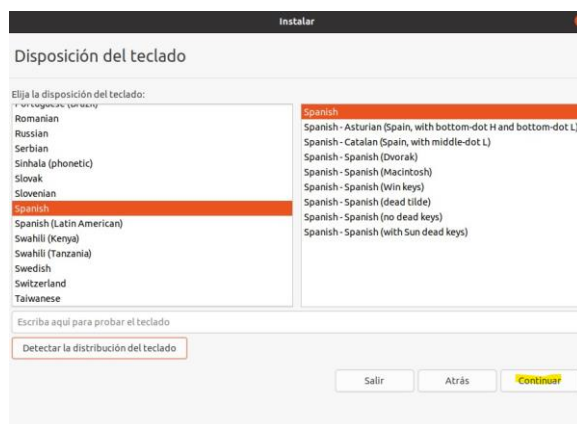 Instalar
Disposición del teclado
Elija la disposición del teclado:
Portuguese (Brazil)
Romanian
Russian
Serbian
Sinhala (phonetic)
Slovak
Slovenian
Spanish
Spanish (Latin American)
Swahili (Kenya)
Swahili (Tanzania)
Swedish
Switzerland
Taiwanese
Spanish
Spanish - Asturian (Spain, with bottom-dot H and bottom-dot L)
Spanish - Catalan (Spain, with middle-dot L)
Spanish - Spanish (Dvorak)
Spanish - Spanish (Macintosh)
Spanish - Spanish (Win keys)
Spanish - Spanish (dead tilde)
Spanish - Spanish (no dead keys)
Spanish - Spanish (with Sun dead keys)
Escriba aquí para probar el teclado
Detectar la distribución del teclado
Salir
Atrás
Continuar